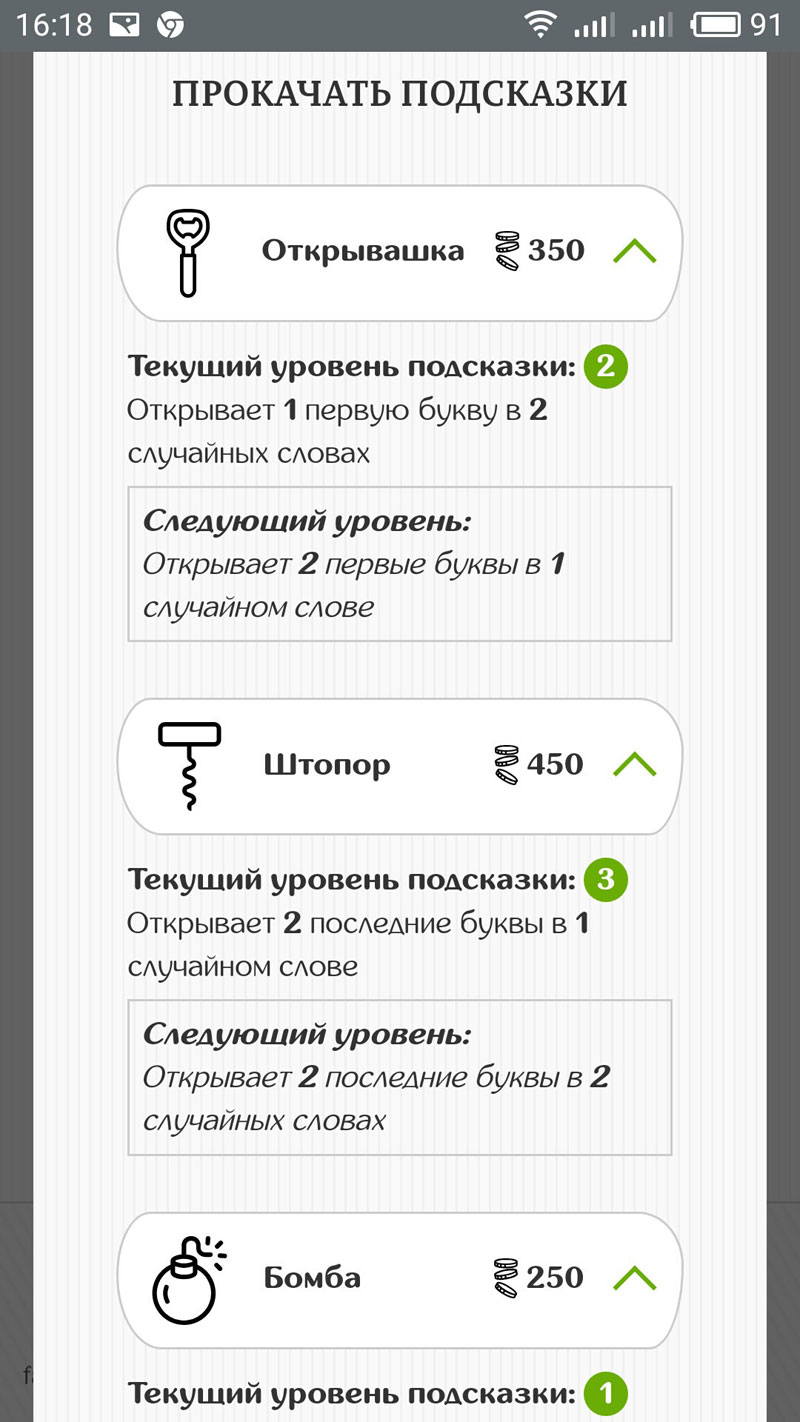 16:18 91
ПРОКАЧАТЬ ПОДСКАЗКИ
Открывашка 350
Текущий уровень подсказки: 2
Открывает 1 первую букву в 2
случайных словах
Следующий уровень:
Открывает 2 первые буквы в 1
случайном слове
Штопор 450
Текущий уровень подсказки: 3
Открывает 2 последние буквы в 1
случайном слове
Следующий уровень:
Открывает 2 последние буквы в 2
случайных словах
Бомба 250
Текущий уровень подсказки: 1